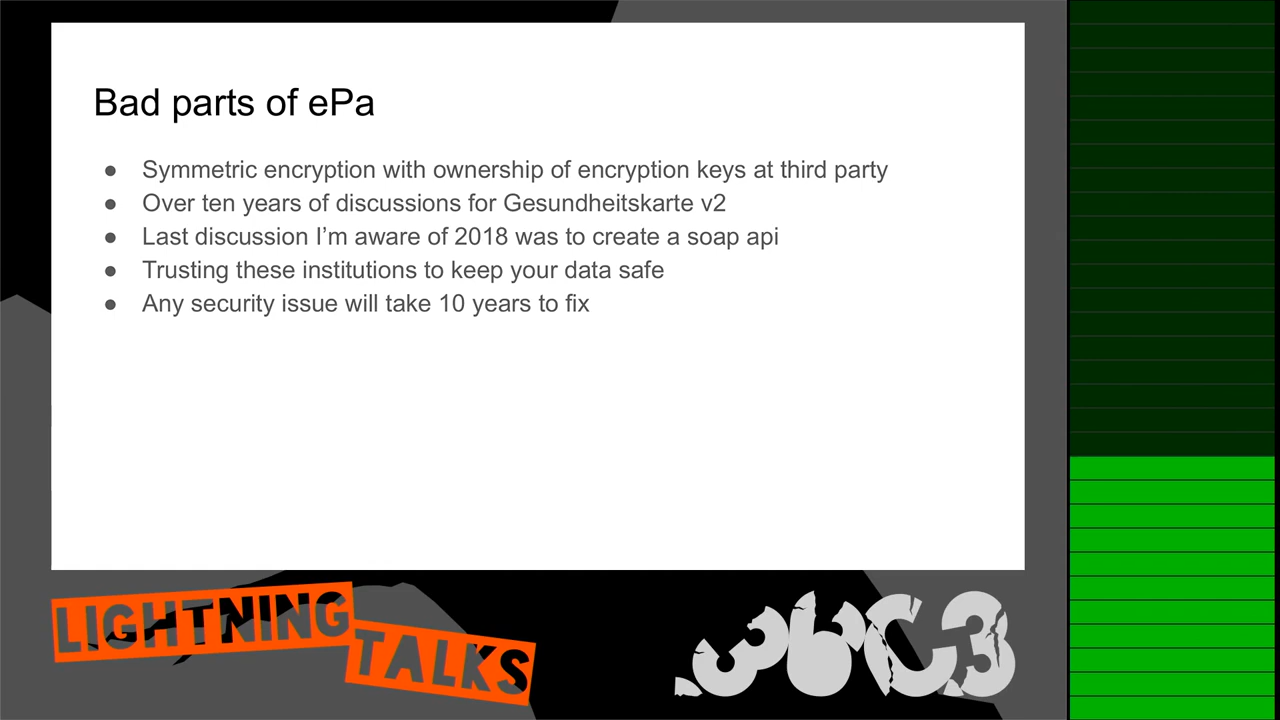 Bad parts of ePa
● Symmetric encryption with ownership of encryption keys at third party
● Over ten years of discussions for Gesundheitskarte v2
● Last discussion I’m aware of 2018 was to create a soap api
● Trusting these institutions to keep your data safe
● Any security issue will take 10 years to fix
LIGHTNING
TALKS
36C3